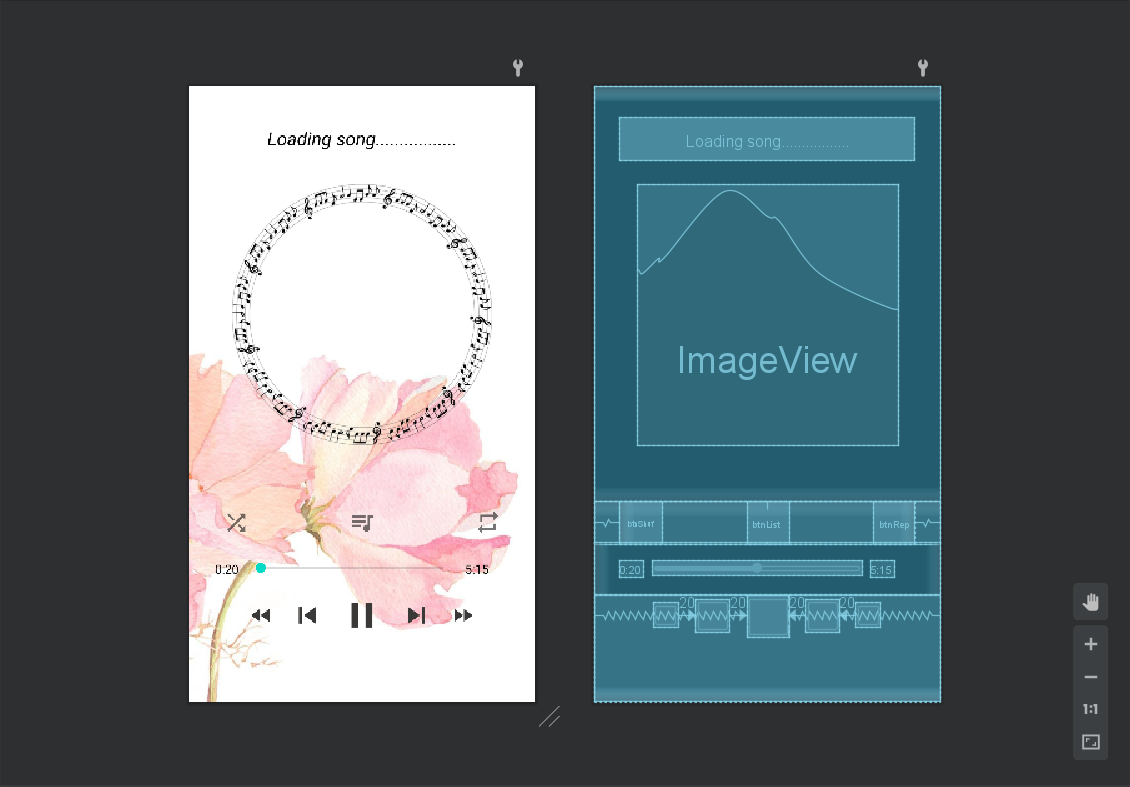 Loading song.................
0:20
5:15
Loading song.................
ImageView
btnShuf
btnList
btnRep
0:20
5:15
20 20 20 20
1:1